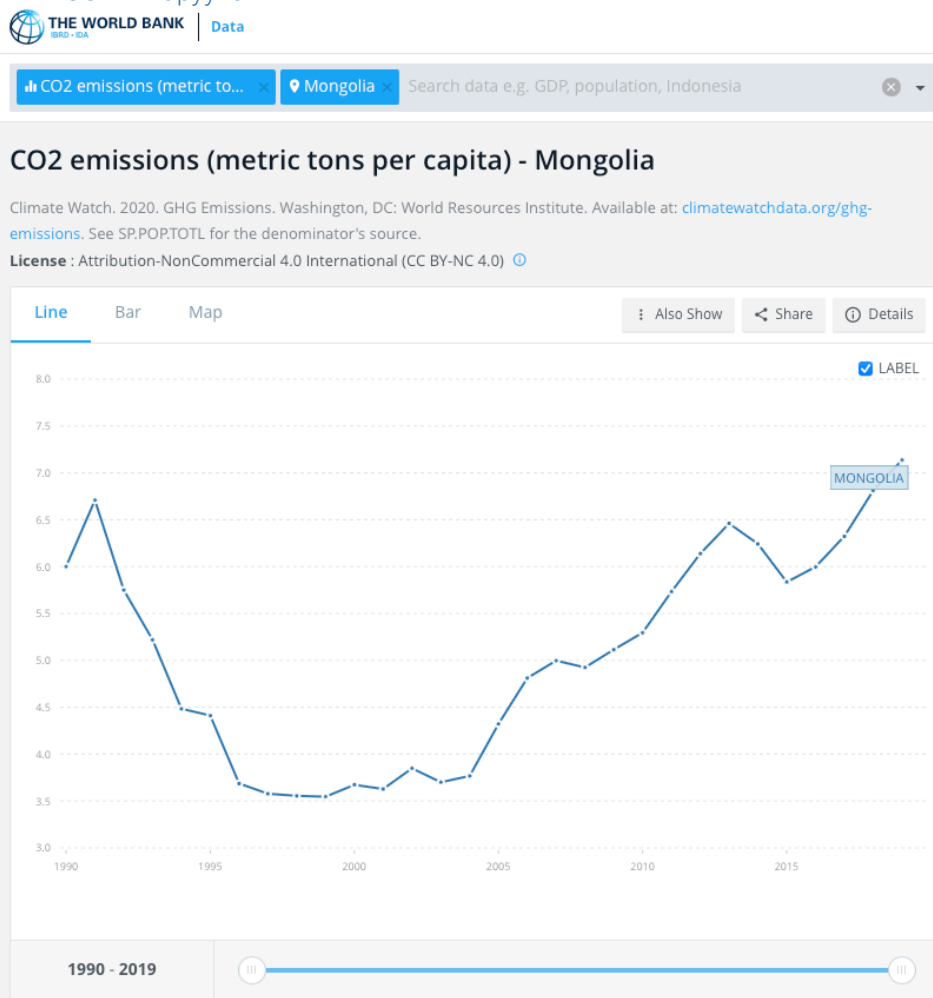 THE WORLD BANK
IBRD • IDA
Data
CO2 emissions (metric to... ×
Mongolia ×
Search data e.g. GDP, population, Indonesia
CO2 emissions (metric tons per capita) - Mongolia
Climate Watch. 2020. GHG Emissions. Washington, DC: World Resources Institute. Available at: climatewatchdata.org/ghg-
emissions. See SP.POP.TOTL for the denominator's source.
License : Attribution-NonCommercial 4.0 International (CC BY-NC 4.0)
Line
Bar
Map
Also Show
Share
Details
LABEL
8.0
7.5
7.0
MONGOLIA
6.5
6.0
5.5
5.0
4.5
4.0
3.5
3.0
1990
1995
2000
2005
2010
2015
1990 - 2019